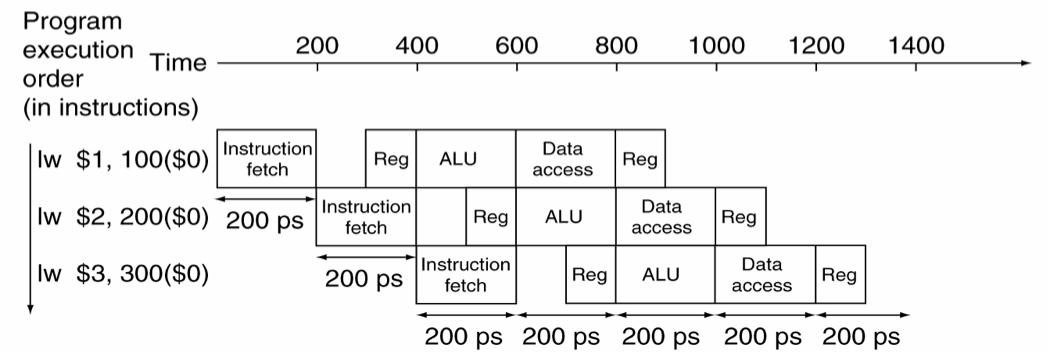 Program
execution
order
(in instructions)
Time
200 400 600 800 1000 1200 1400
lw $1, 100($0)
Instruction
fetch
Reg
ALU
Data
access
Reg
200 ps
lw $2, 200($0)
Instruction
fetch
Reg
ALU
Data
access
Reg
200 ps
lw $3, 300($0)
Instruction
fetch
Reg
ALU
Data
access
Reg
200 ps 200 ps 200 ps 200 ps 200 ps